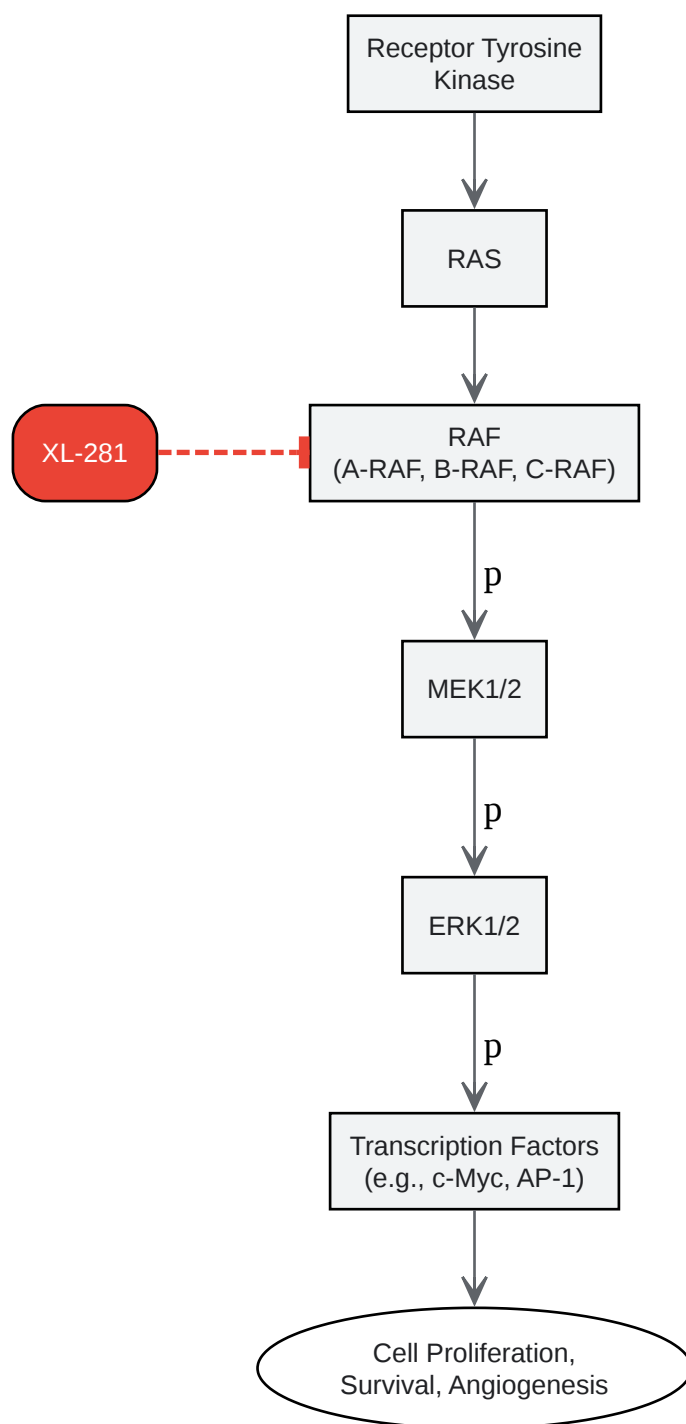 Receptor Tyrosine
Kinase
RAS
XL-281
RAF
(A-RAF, B-RAF, C-RAF)
p
MEK1/2
p
ERK1/2
p
Transcription Factors
(e.g., c-Myc, AP-1)
Cell Proliferation,
Survival, Angiogenesis